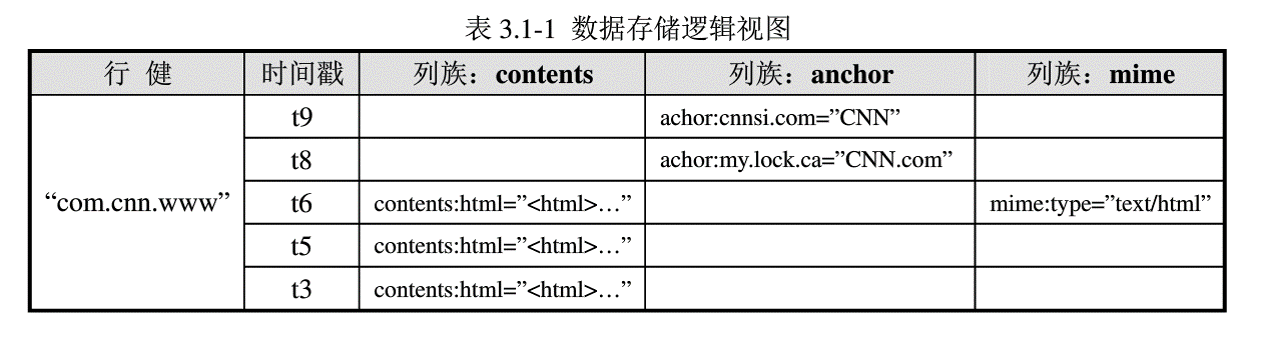 表 3.1-1 数据存储逻辑视图
行 健 时间戳 列族：contents 列族：anchor 列族：mime
t9 achor:cnnsi.com=”CNN”
t8 achor:my.lock.ca=”CNN.com”
“com.cnn.www” t6 contents:html=”<html>…” mime:type=”text/html”
t5 contents:html=”<html>…”
t3 contents:html=”<html>…”